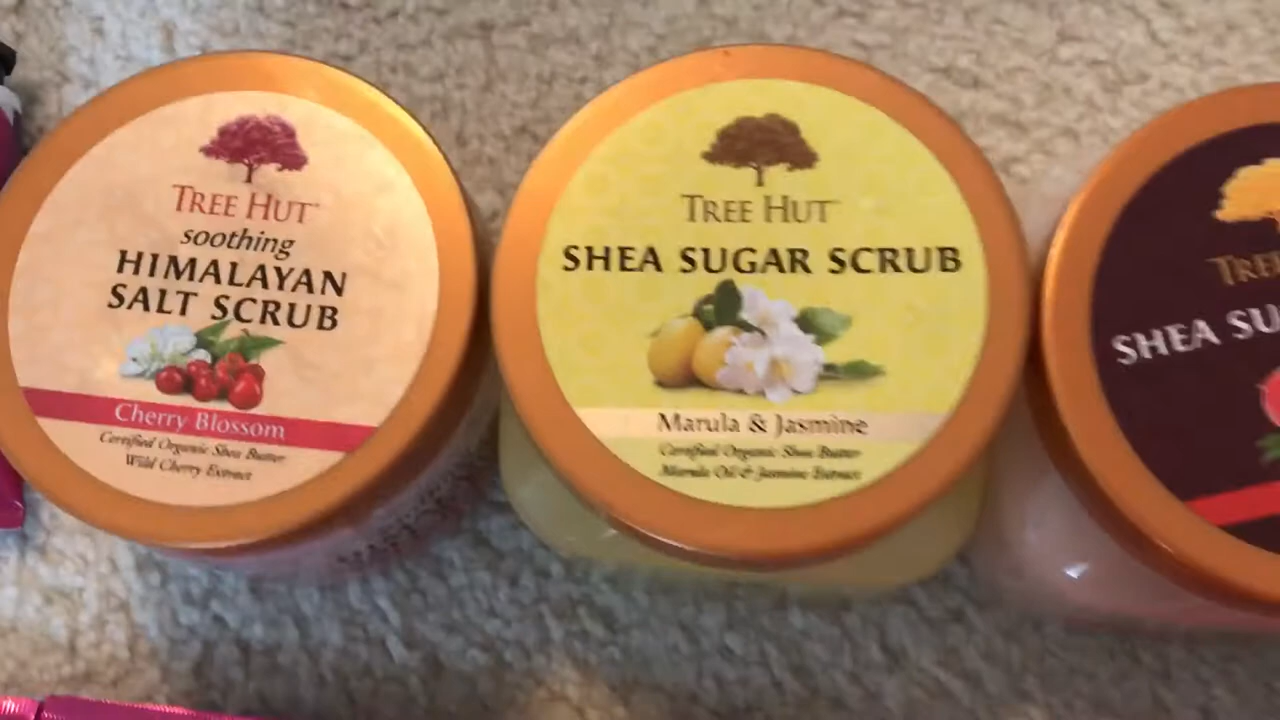 TREE HUT
soothing
HIMALAYAN
SALT SCRUB
Cherry Blossom
Certified Organic Shea Butter
Wild Cherry Extract
TREE HUT
SHEA SUGAR SCRUB
Marula & Jasmine
Certified Organic Shea Butter
Marula Oil & Jasmine Extract
TREE
SHEA SU